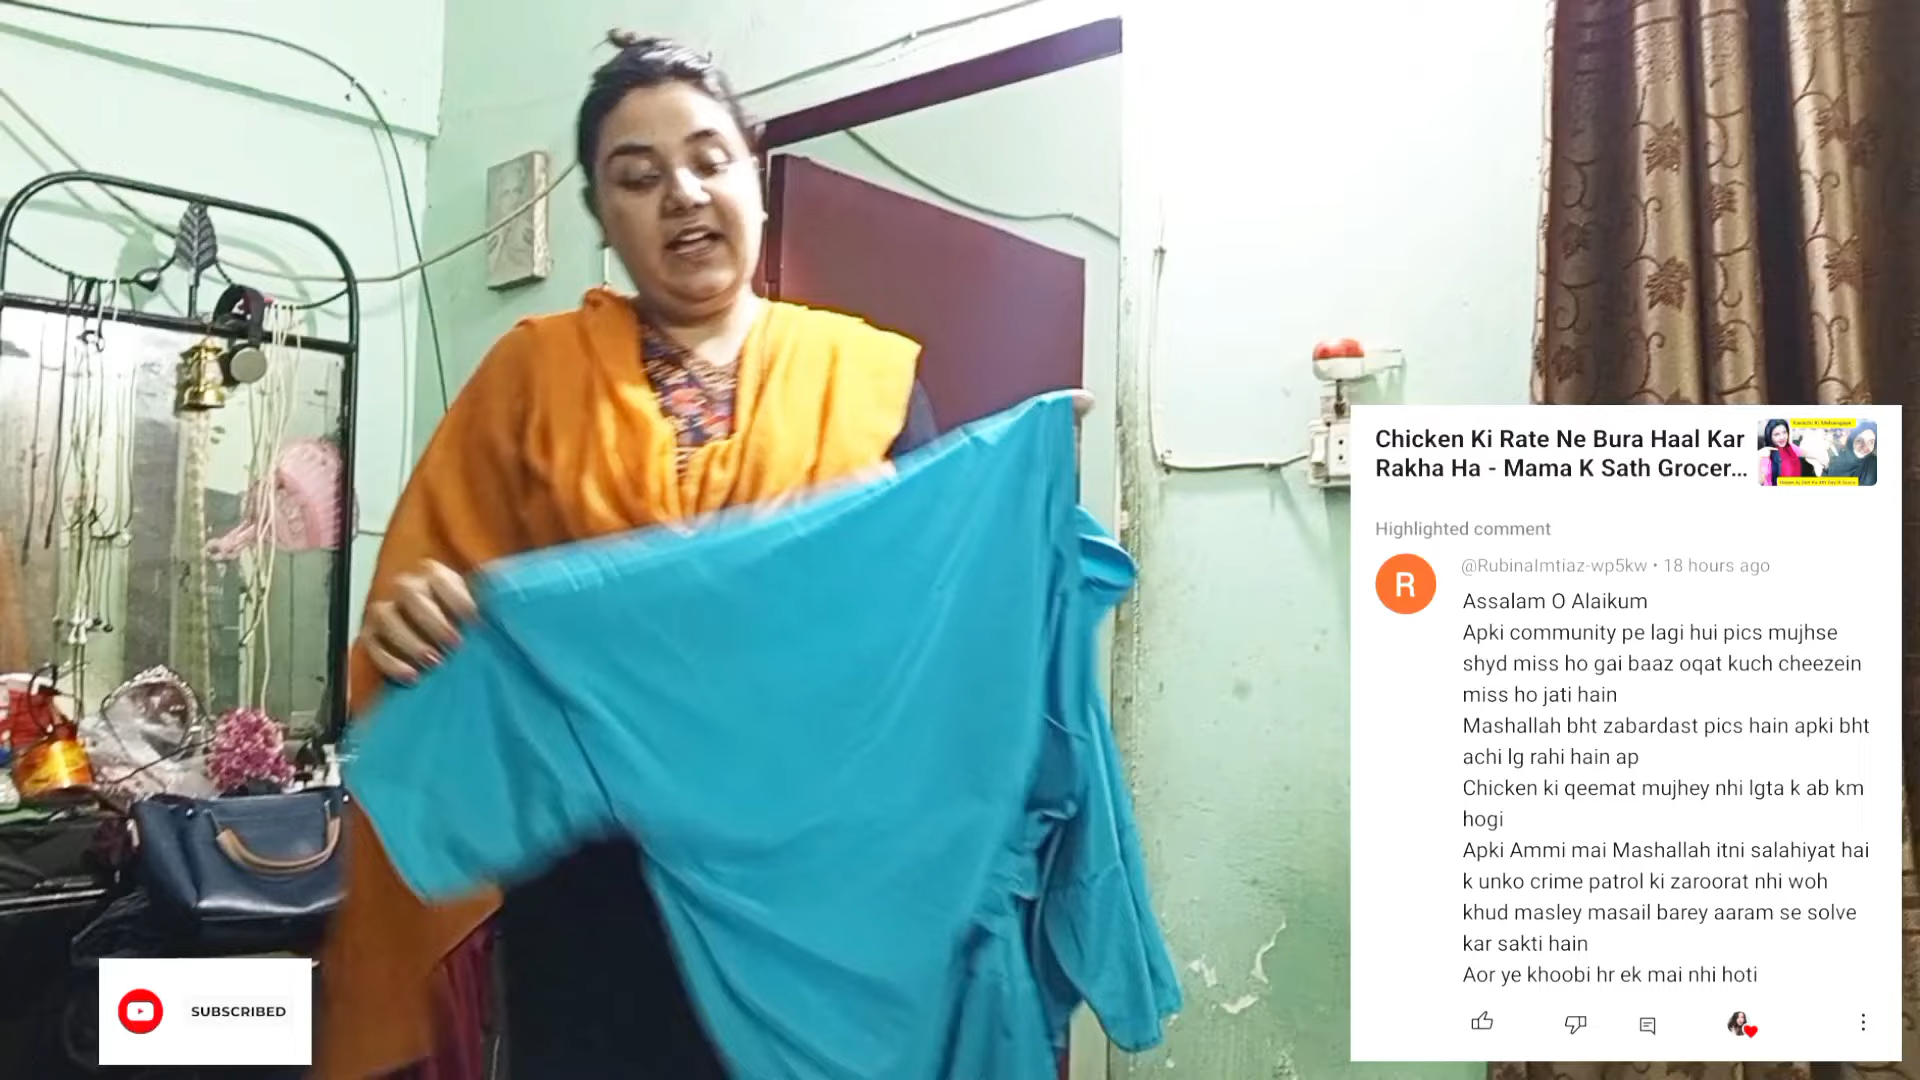 Chicken Ki Rate Ne Bura Haal Kar
Rakha Ha - Mama K Sath Grocer...
Highlighted comment
R
@RubinaImtiaz-wp5kw • 18 hours ago
Assalam O Alaikum
Apki community pe lagi hui pics mujhse
shyd miss ho gai baaz oqat kuch cheezein
miss ho jati hain
Mashallah bht zabardast pics hain apki bht
achi lg rahi hain ap
Chicken ki qeemat mujhey nhi lgta k ab km
hogi
Apki Ammi mai Mashallah itni salahiyat hai
k unko crime patrol ki zaroorat nhi woh
khud masley masail barey aaram se solve
kar sakti hain
Aor ye khoobi hr ek mai nhi hoti
SUBSCRIBED